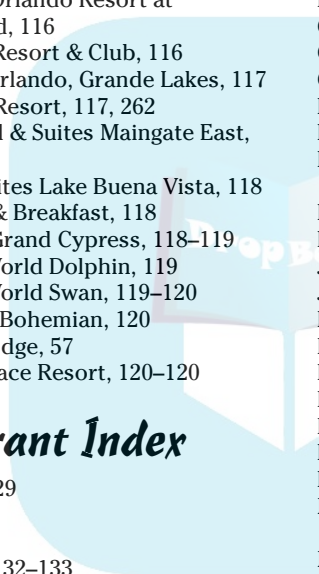 Orlando Resort at
d, 116
Resort & Club, 116
rlando, Grande Lakes, 117
Resort, 117, 262
l & Suites Maingate East,
ites Lake Buena Vista, 118
& Breakfast, 118
Grand Cypress, 118–119
orld Dolphin, 119
orld Swan, 119–120
Bohemian, 120
dge, 57
ace Resort, 120–120
rant Index
29
32–133